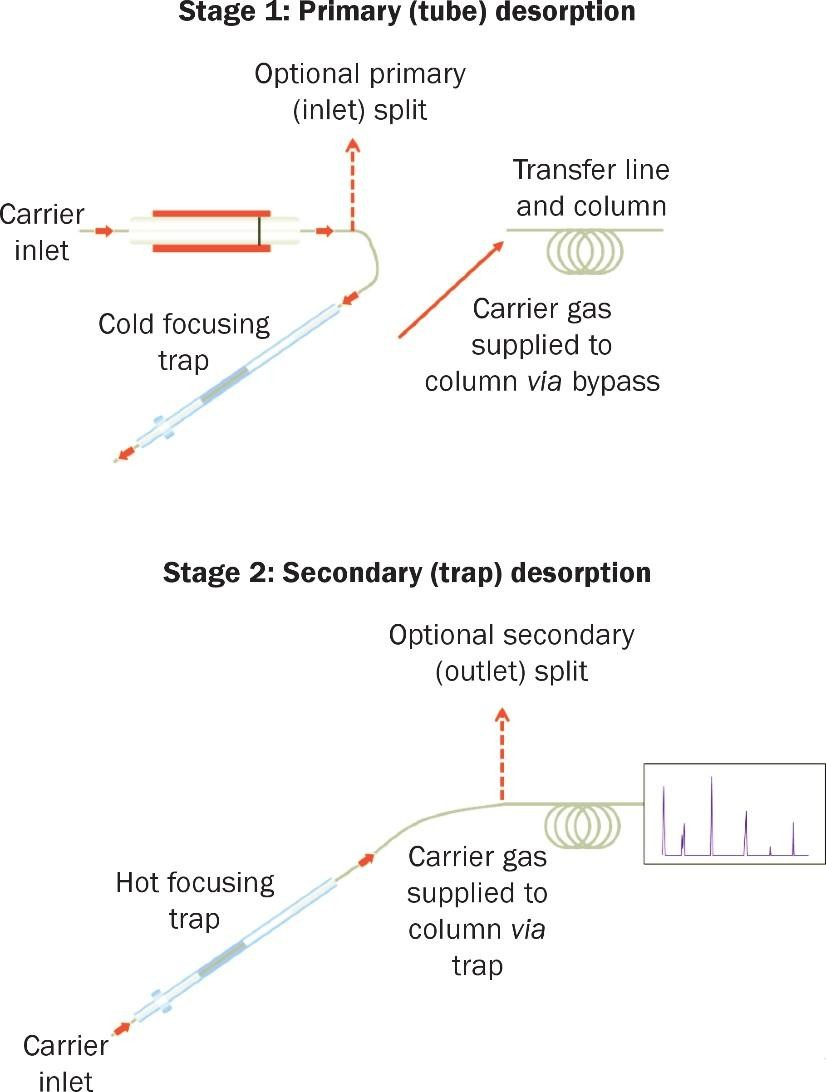 Stage 1: Primary (tube) desorption
Optional primary
(inlet) split
Transfer line
and column
Carrier
inlet
Cold focusing
trap
Carrier gas
supplied to
column via bypass
Stage 2: Secondary (trap) desorption
Optional secondary
(outlet) split
Hot focusing
trap
Carrier gas
supplied to
column via
trap
Carrier
inlet